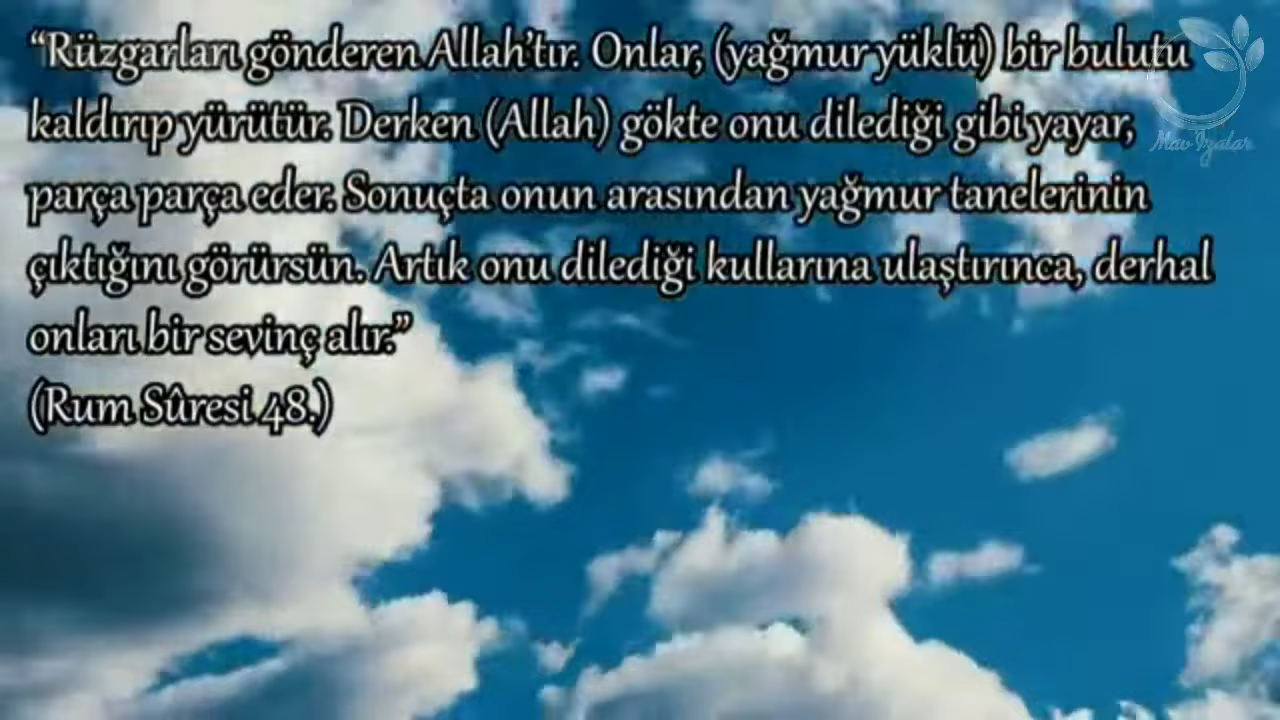 “Rüzgarları gönderen Allah’tır. Onlar, (yağmur yüklü) bir bulutu
kaldırıp yürütür. Derken (Allah) gökte onu dilediği gibi yayar,
parça parça eder. Sonuçta onun arasından yağmur tanelerinin
çıktığını görürsün. Artık onu dilediği kullarına ulaştırınca, derhal
onları bir sevinç alır.”
(Rum Sûresi 48.)